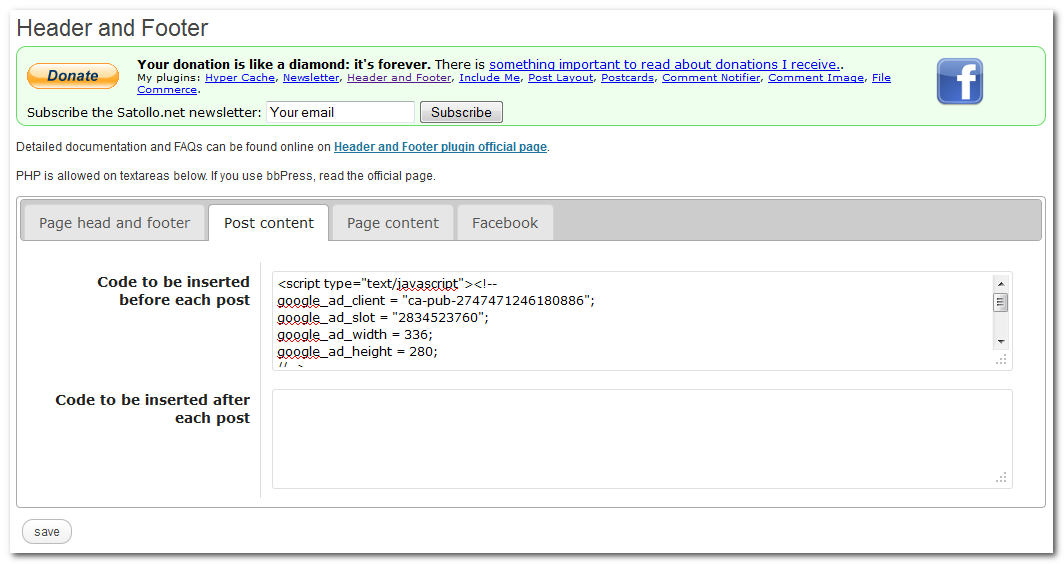 Header and Footer
Donate
Your donation is like a diamond: it's forever. There is something important to read about donations I receive..
My plugins: Hyper Cache, Newsletter, Header and Footer, Include Me, Post Layout, Postcards, Comment Notifier, Comment Image, File
Commerce.
Subscribe the Satollo.net newsletter: Your email Subscribe
Detailed documentation and FAQs can be found online on Header and Footer plugin official page.
PHP is allowed on textareas below. If you use bbPress, read the official page.
Page head and footer Post content Page content Facebook
Code to be inserted
before each post
<script type="text/javascript"><!--
google_ad_client = "ca-pub-2747471246180886";
google_ad_slot = "2834523760";
google_ad_width = 336;
google_ad_height = 280;
Code to be inserted after
each post
save